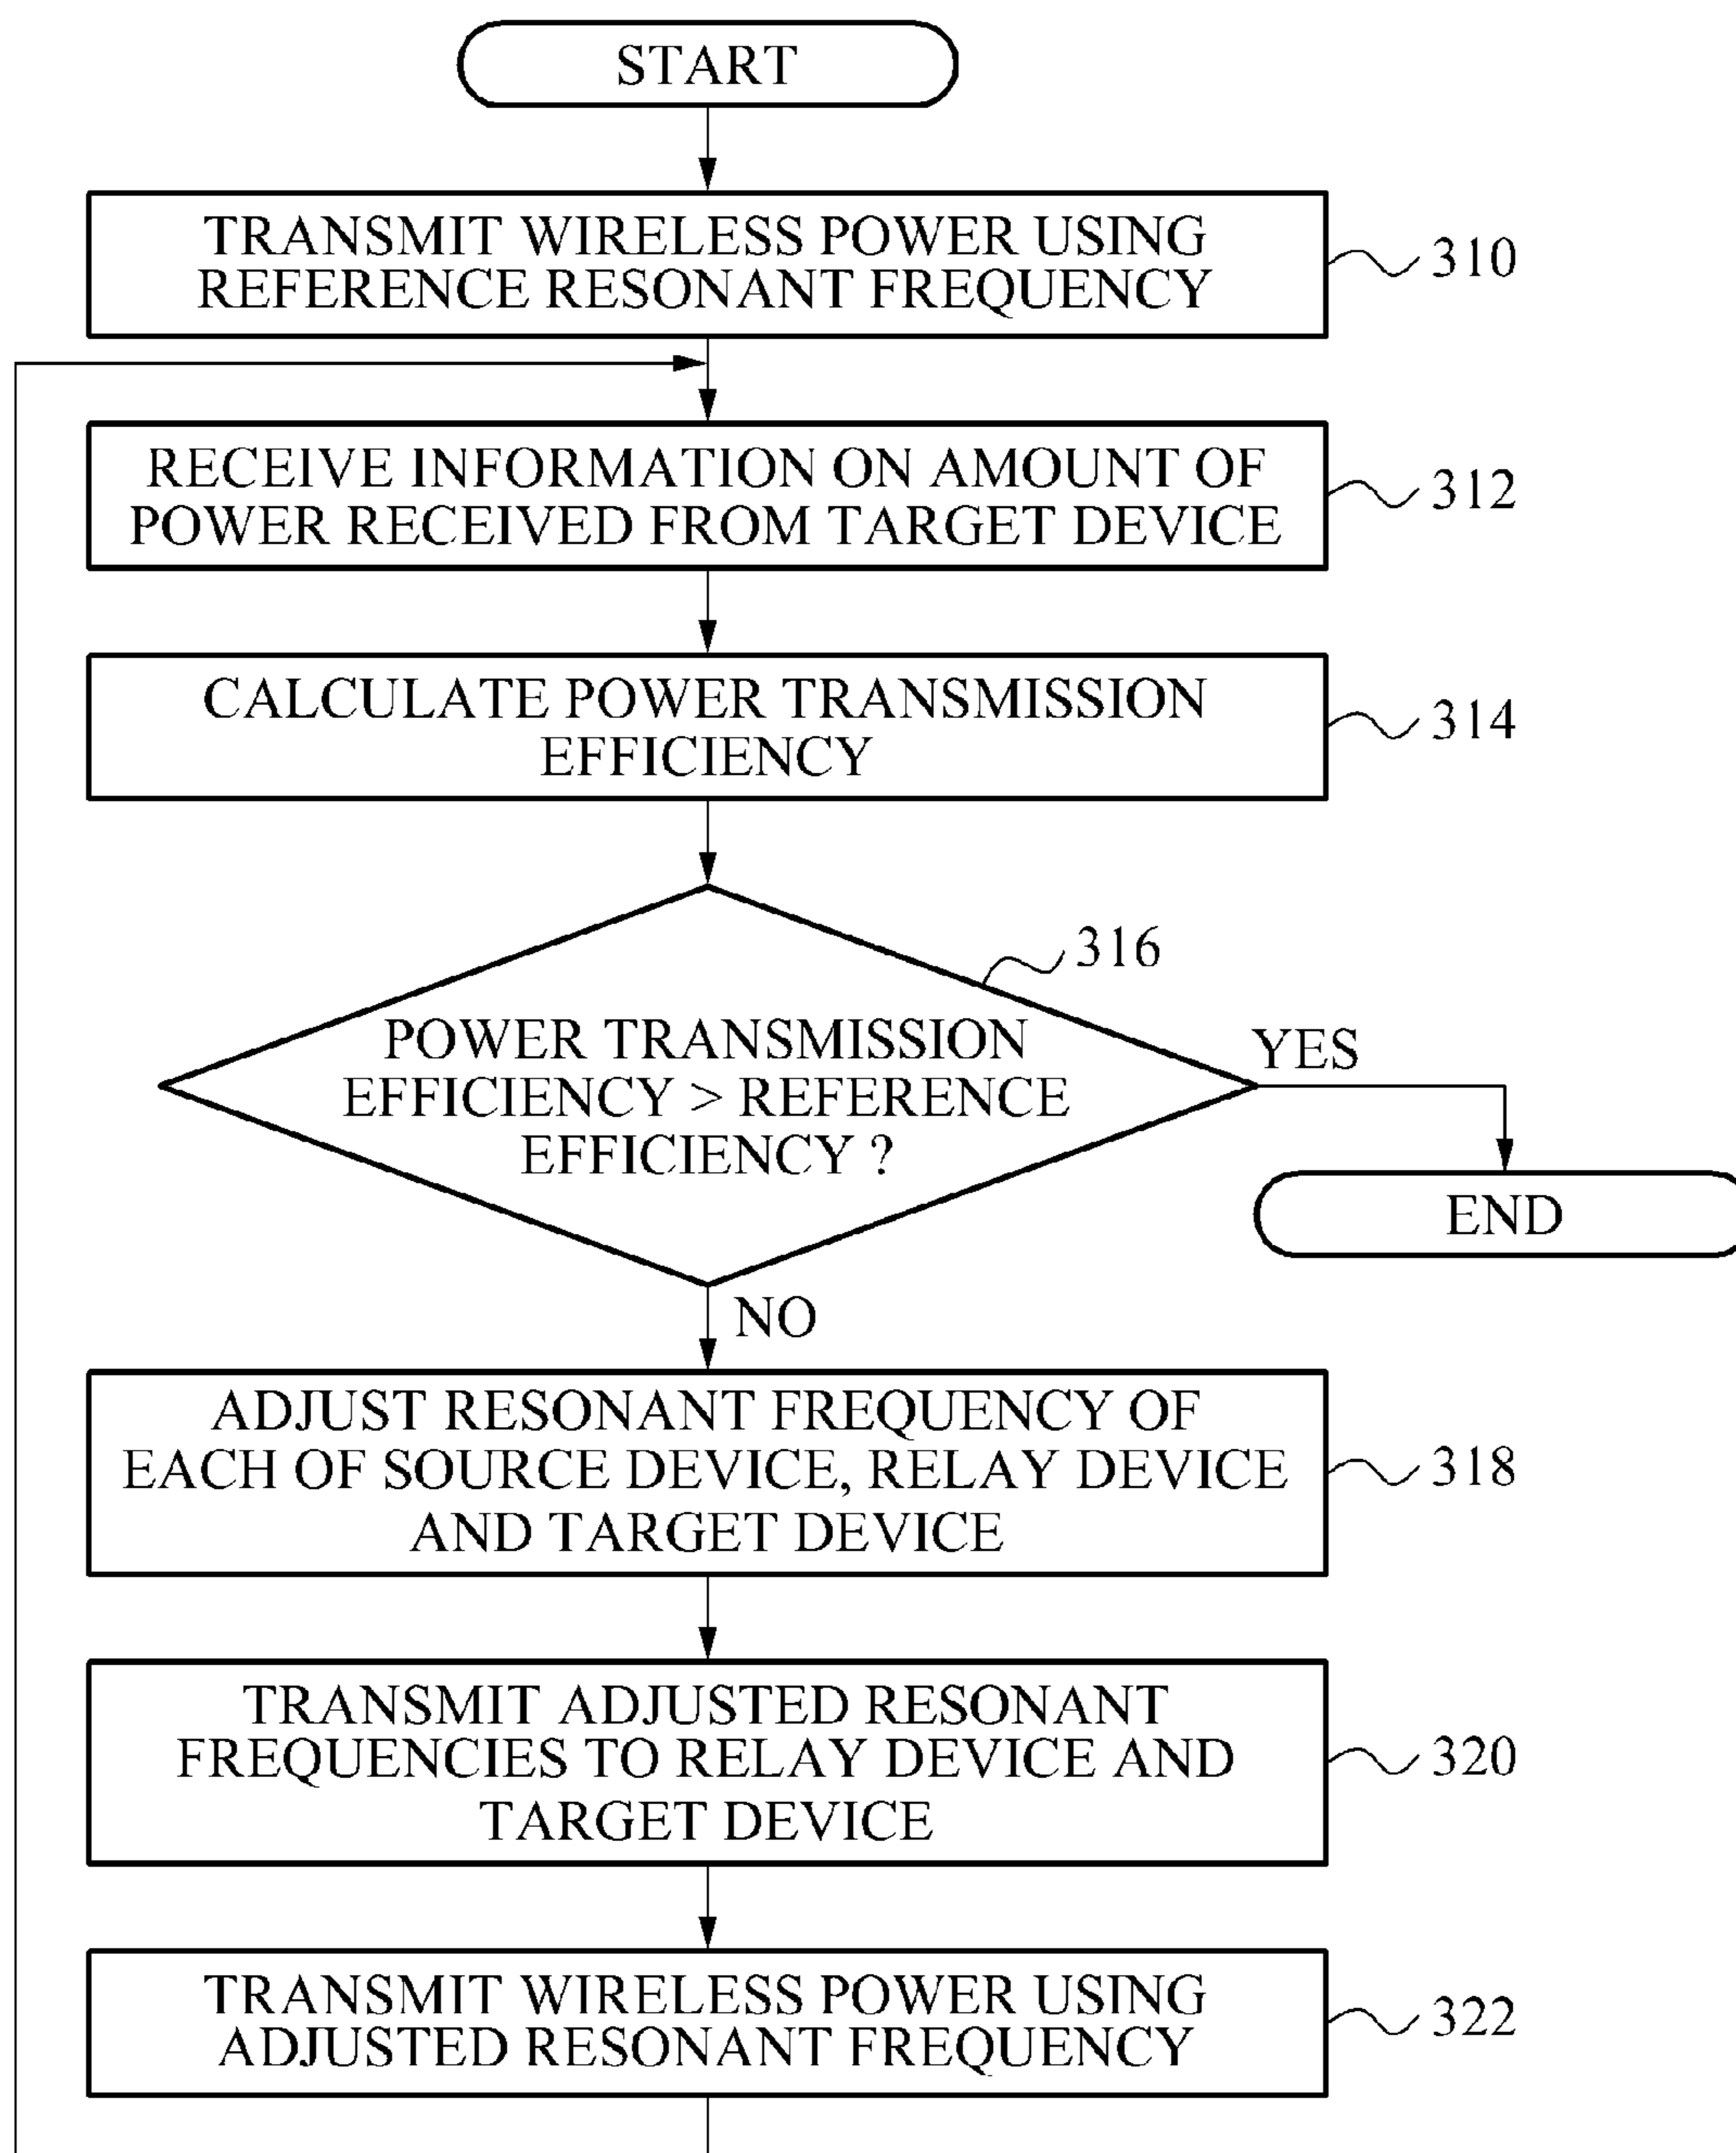 START
TRANSMIT WIRELESS POWER USING
REFERENCE RESONANT FREQUENCY
310
RECEIVE INFORMATION ON AMOUNT OF
POWER RECEIVED FROM TARGET DEVICE
312
CALCULATE POWER TRANSMISSION
EFFICIENCY
314
316
POWER TRANSMISSION
EFFICIENCY > REFERENCE
EFFICIENCY ?
YES
END
NO
ADJUST RESONANT FREQUENCY OF
EACH OF SOURCE DEVICE, RELAY DEVICE
AND TARGET DEVICE
318
TRANSMIT ADJUSTED RESONANT
FREQUENCIES TO RELAY DEVICE AND
TARGET DEVICE
320
TRANSMIT WIRELESS POWER USING
ADJUSTED RESONANT FREQUENCY
322